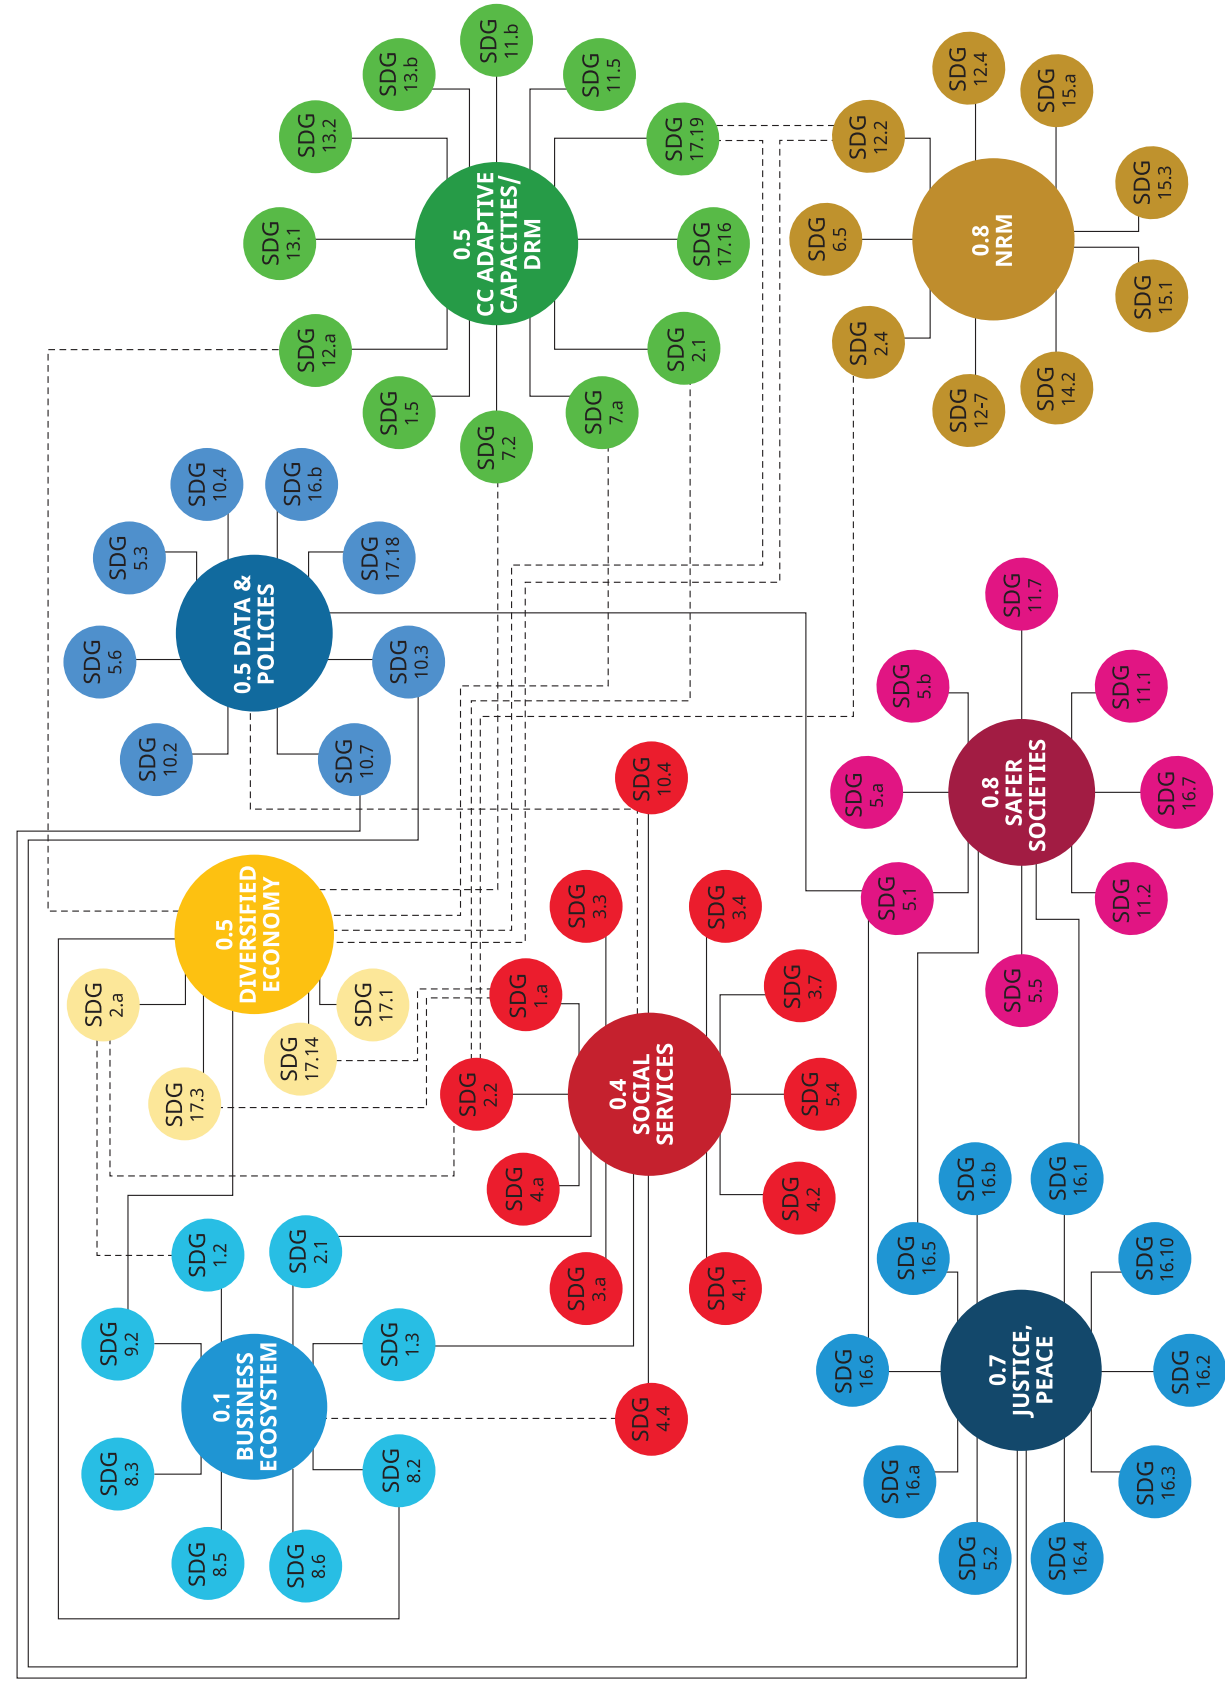 0.1
BUSINESS
ECOSYSTEM
SDG
8.3
SDG
9.2
SDG
8.5
SDG
1.2
SDG
8.6
SDG
2.1
SDG
8.2
SDG
1.3
0.5
DIVERSIFIED
ECONOMY
SDG
2.a
SDG
17.3
SDG
17.14
SDG
17.1
0.5 DATA &
POLICIES
SDG
5.6
SDG
5.3
SDG
10.2
SDG
10.4
SDG
16.b
SDG
10.7
SDG
17.18
SDG
10.3
0.5
CC ADAPTIVE
CAPACITIES/
DRM
SDG
13.1
SDG
12.a
SDG
13.2
SDG
1.5
SDG
13.b
SDG
7.2
SDG
11.b
SDG
7.a
SDG
11.5
SDG
2.1
SDG
17.19
SDG
17.16
0.4
SOCIAL
SERVICES
SDG
2.2
SDG
4.a
SDG
1.a
SDG
3.a
SDG
3.3
SDG
4.4
SDG
10.4
SDG
4.1
SDG
3.4
SDG
4.2
SDG
3.7
SDG
5.4
0.7
JUSTICE,
PEACE
SDG
16.6
SDG
16.a
SDG
16.5
SDG
5.2
SDG
16.b
SDG
16.4
SDG
16.1
SDG
16.3
SDG
16.10
SDG
16.2
0.8
SAFER
SOCIETIES
SDG
5.a
SDG
5.1
SDG
5.b
SDG
5.5
SDG
11.7
SDG
11.2
SDG
11.1
SDG
16.7
0.8
NRM
SDG
6.5
SDG
2.4
SDG
12.2
SDG
12-7
SDG
12.4
SDG
14.2
SDG
15.a
SDG
15.1
SDG
15.3